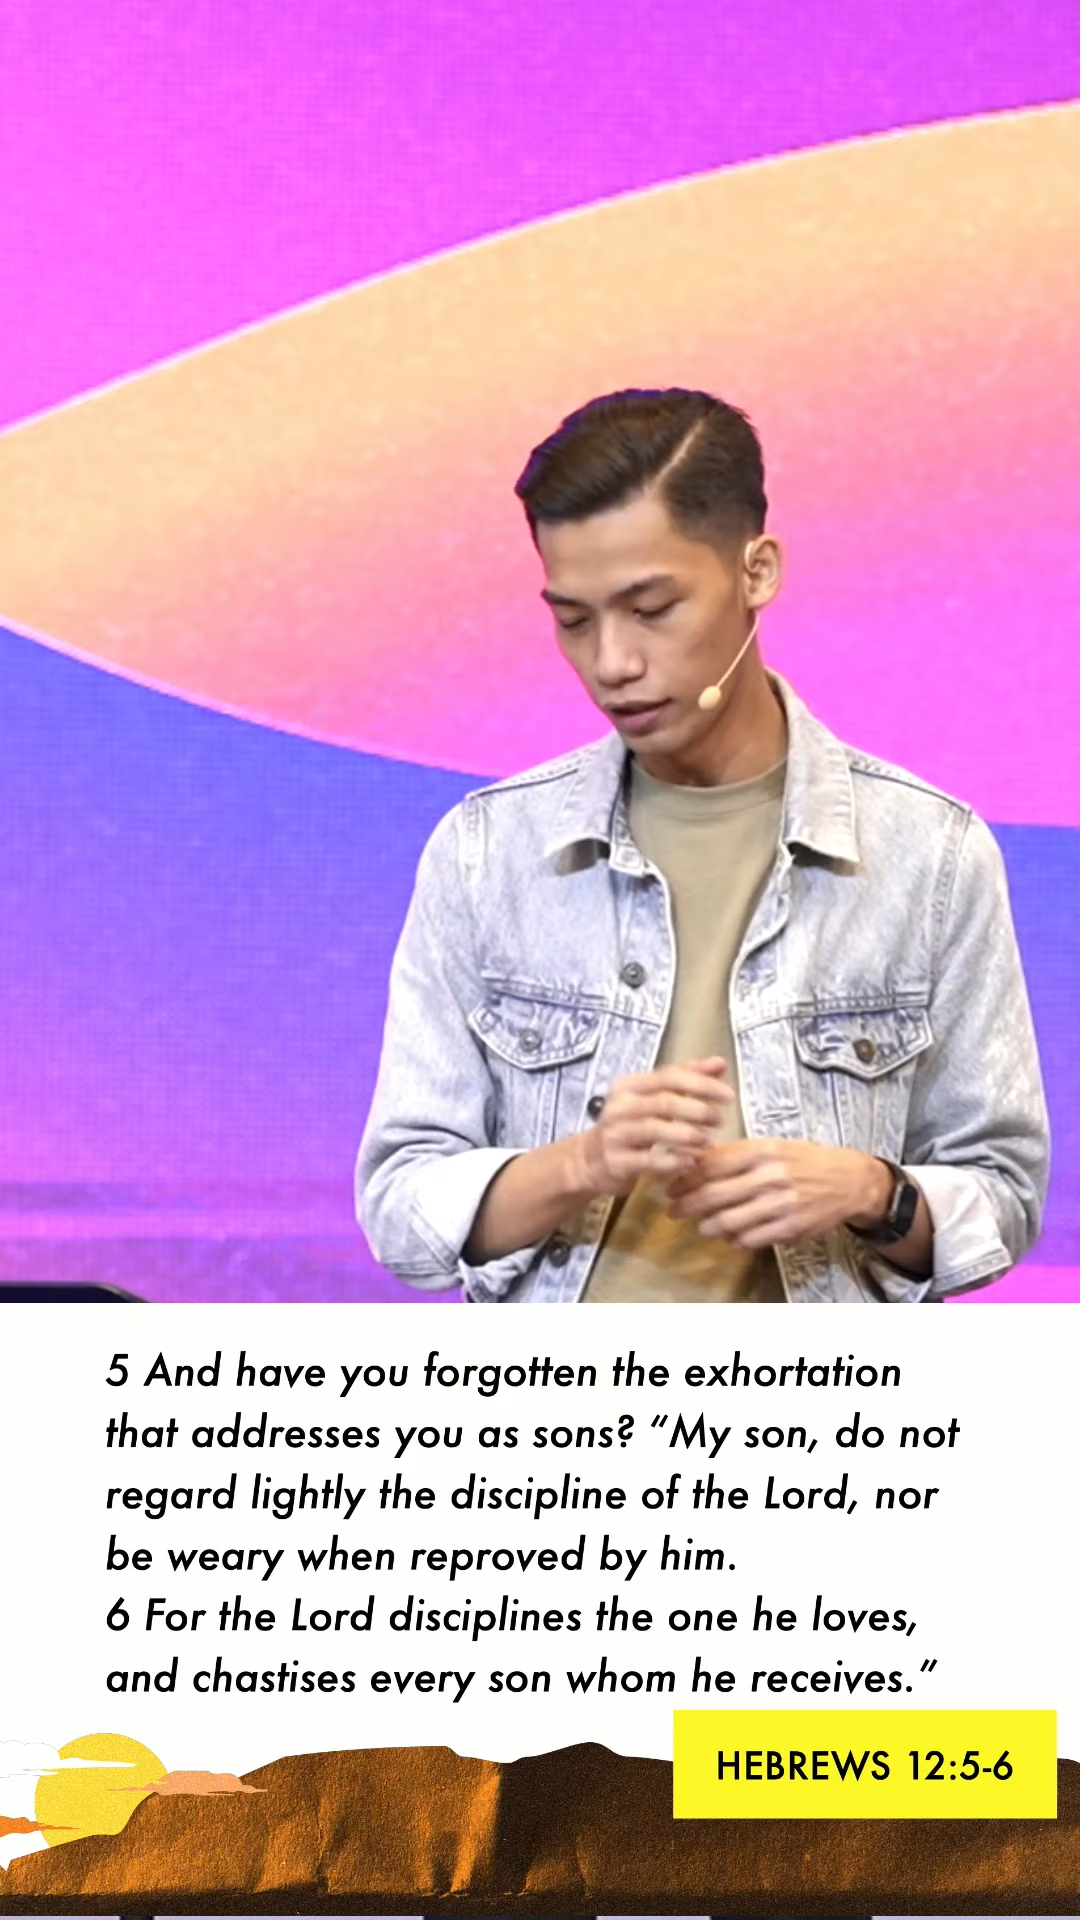 5 And have you forgotten the exhortation
that addresses you as sons? “My son, do not
regard lightly the discipline of the Lord, nor
be weary when reproved by him.
6 For the Lord disciplines the one he loves,
and chastises every son whom he receives.”
HEBREWS 12:5-6